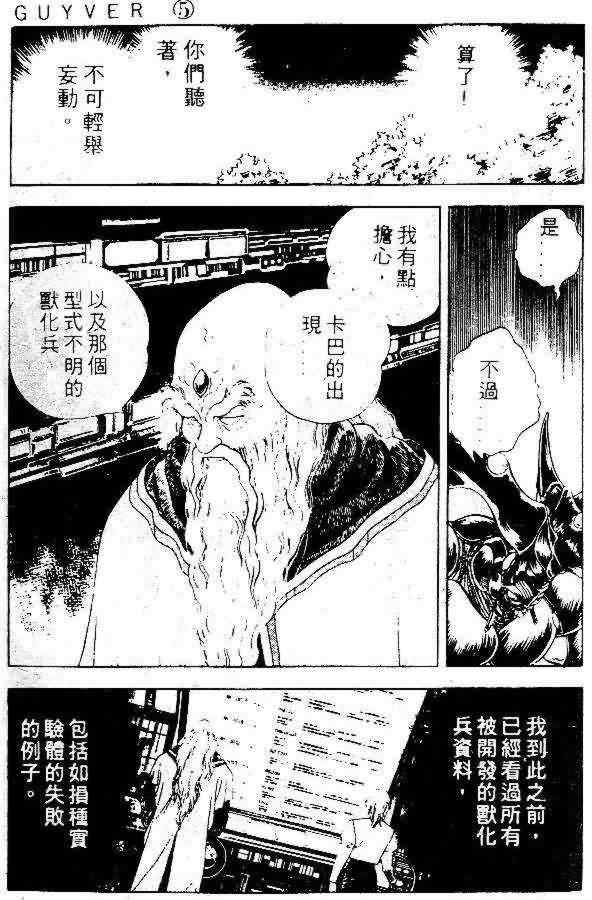 GUYVER ⑤
算了！
你們聽
著，
不可輕舉
妄動。
是……
不過……
我有點
擔心，
卡巴的出
現……
以及那個
型式不明的
獸化兵
我到此之前，
已經看過所有
被開發的獸化
兵資料，
包括如損種實
驗體的失敗
的例子。